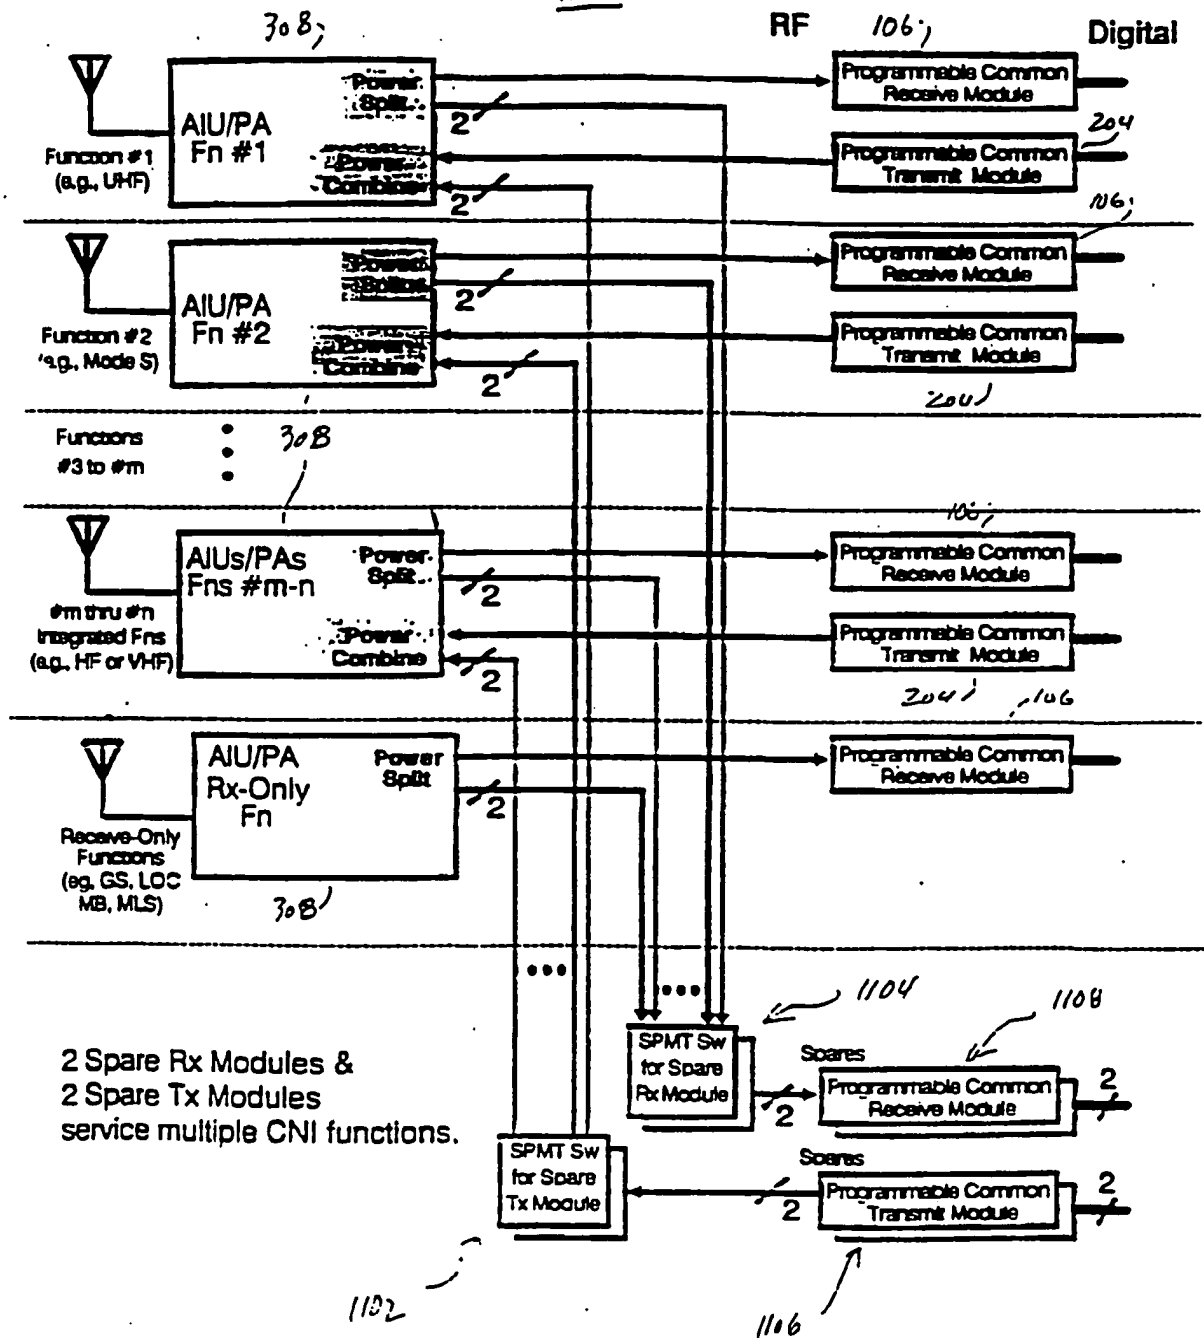 308
RF
106
Digital
Power
Split
AIU/PA
Fn #1
Power
Combine
2
2
Function #1
(e.g., UHF)
Programmable Common
Receive Module
204
Programmable Common
Transmit Module
106
AIU/PA
Fn #2
Power
Combine
2
2
Function #2
e.g., Mode S)
Programmable Common
Receive Module
Programmable Common
Transmit Module
204
308
Functions
#3 to #m
106
AIUs/PAs
Fns #m-n
Power
Split
Power
Combine
2
2
#m thru #n
Integrated Fns
(e.g., HF or VHF)
Programmable Common
Receive Module
Programmable Common
Transmit Module
204
106
AIU/PA
Rx-Only
Fn
Power
Split
2
Receive-Only
Functions
(eg, GS, LOC
MB, MLS)
308
Programmable Common
Receive Module
1104
1108
2 Spare Rx Modules &
2 Spare Tx Modules
service multiple CNI functions.
SPMT Sw
for Spare
Rx Module
2
Spares
Programmable Common
Receive Module
2
SPMT Sw
for Spare
Tx Module
2
Spares
Programmable Common
Transmit Module
2
1102
1106